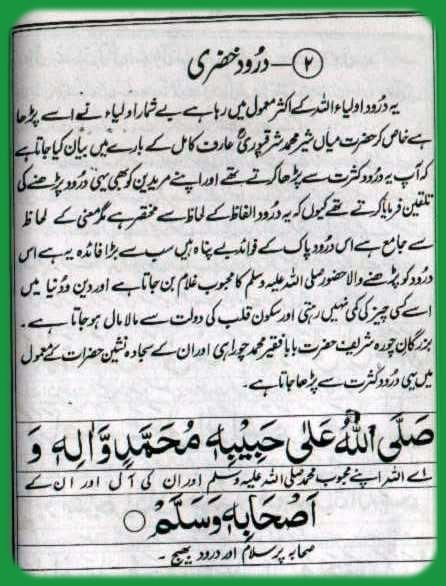 ۲ — درود خضری
یہ درود اولیاء اللہ کے اکثر معمول میں رہا ہے بے شمار اولیاء نے اسے پڑھا
ہے خاص کر حضرت میاں شیر محمد شرقپوریؒ عارف کامل کے بارے میں بیان کیا جاتا ہے
کہ آپ یہ درود کثرت سے پڑھا کرتے تھے اور اپنے مریدین کو بھی یہی درود پڑھنے کی
تلقین فرمایا کرتے تھے کیوں کہ یہ درود الفاظ کے لحاظ سے مختصر ہے مگر معنی کے لحاظ
سے جامع ہے اس درود پاک کے فوائد بے پناہ ہیں سب سے بڑا فائدہ یہ ہے اس
درود کو پڑھنے والا حضور صلی اللہ علیہ وسلم کا محبوب غلام بن جاتا ہے اور دین و دنیا میں
اسے کسی چیز کی کمی نہیں رہتی اور سکون قلب کی دولت سے مالا مال ہو جاتا ہے۔
بزرگان چورہ شریف حضرت بابا فقیر محمد چوراہی اور ان کے سجادہ نشین حضرات کے معمول
میں یہی درود کثرت سے پڑھا جاتا ہے۔
صَلَّى اللهُ عَلٰى حَبِيْبِهٖ مُحَمَّدٍ وَّاٰلِهٖ وَ
اے اللہ اپنے محبوب محمد صلی اللہ علیہ وسلم اور ان کی آل اور ان کے
اَصْحَابِهٖ وَسَلَّمْ ○
صحابہ پر سلام اور درود بھیج ۔